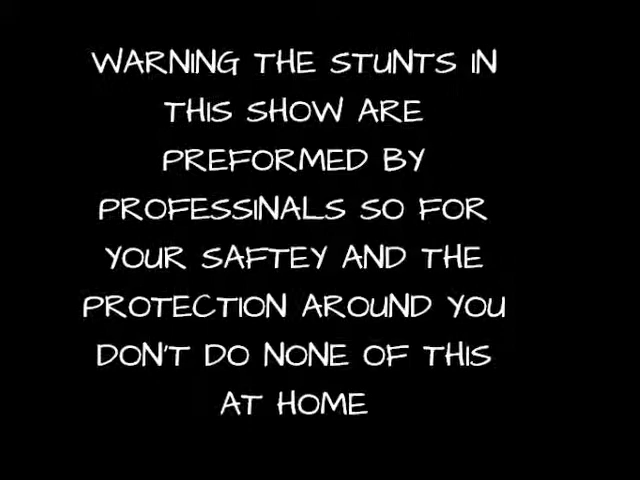 WARNING THE STUNTS IN
THIS SHOW ARE
PREFORMED BY
PROFESSINALS SO FOR
YOUR SAFTEY AND THE
PROTECTION AROUND YOU
DON'T DO NONE OF THIS
AT HOME